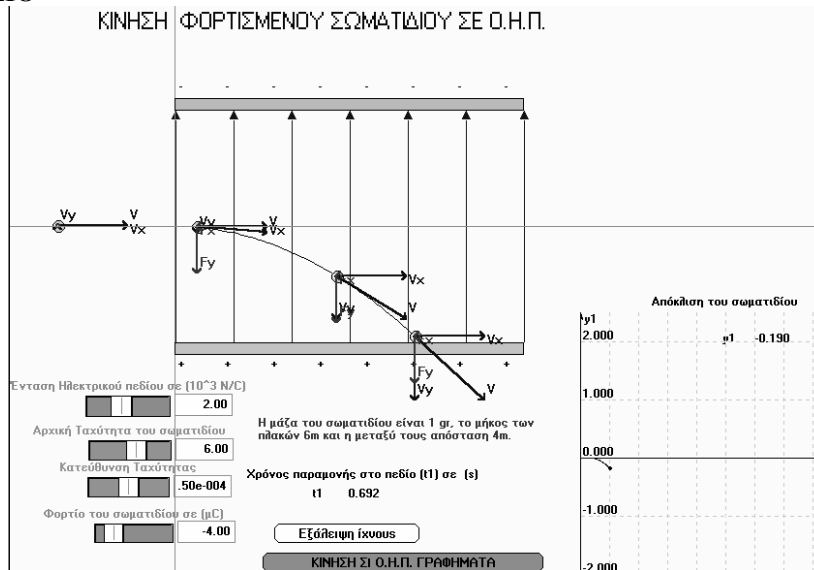 ΚΙΝΗΣΗ ΦΟΡΤΙΣΜΕΝΟΥ ΣΩΜΑΤΙΔΙΟΥ ΣΕ Ο.Η.Π.
- - - - - - - -
Vy V
Vx
Vy V
Vx
Fy
Vx
Vy V
Vx
Fy
Vy V
+ + + + + + + +
Ένταση Ηλεκτρικού πεδίου σε (10^3 N/C)
2.00
Αρχική Ταχύτητα του σωματιδίου
6.00
Κατεύθυνση Ταχύτητας
.50e-004
Φορτίο του σωματιδίου σε (μC)
-4.00
Η μάζα του σωματιδίου είναι 1 gr, το μήκος των
πλακών 6m και η μεταξύ τους απόσταση 4m.
Χρόνος παραμονής στο πεδίο (t1) σε (s)
t1 0.692
Εξάλειψη ίχνους
ΚΙΝΗΣΗ ΣΙ Ο.Η.Π. ΓΡΑΦΗΜΑΤΑ
Απόκλιση του σωματιδίου
y1
2.000
y1 -0.190
1.000
0.000
-1.000
-2.000